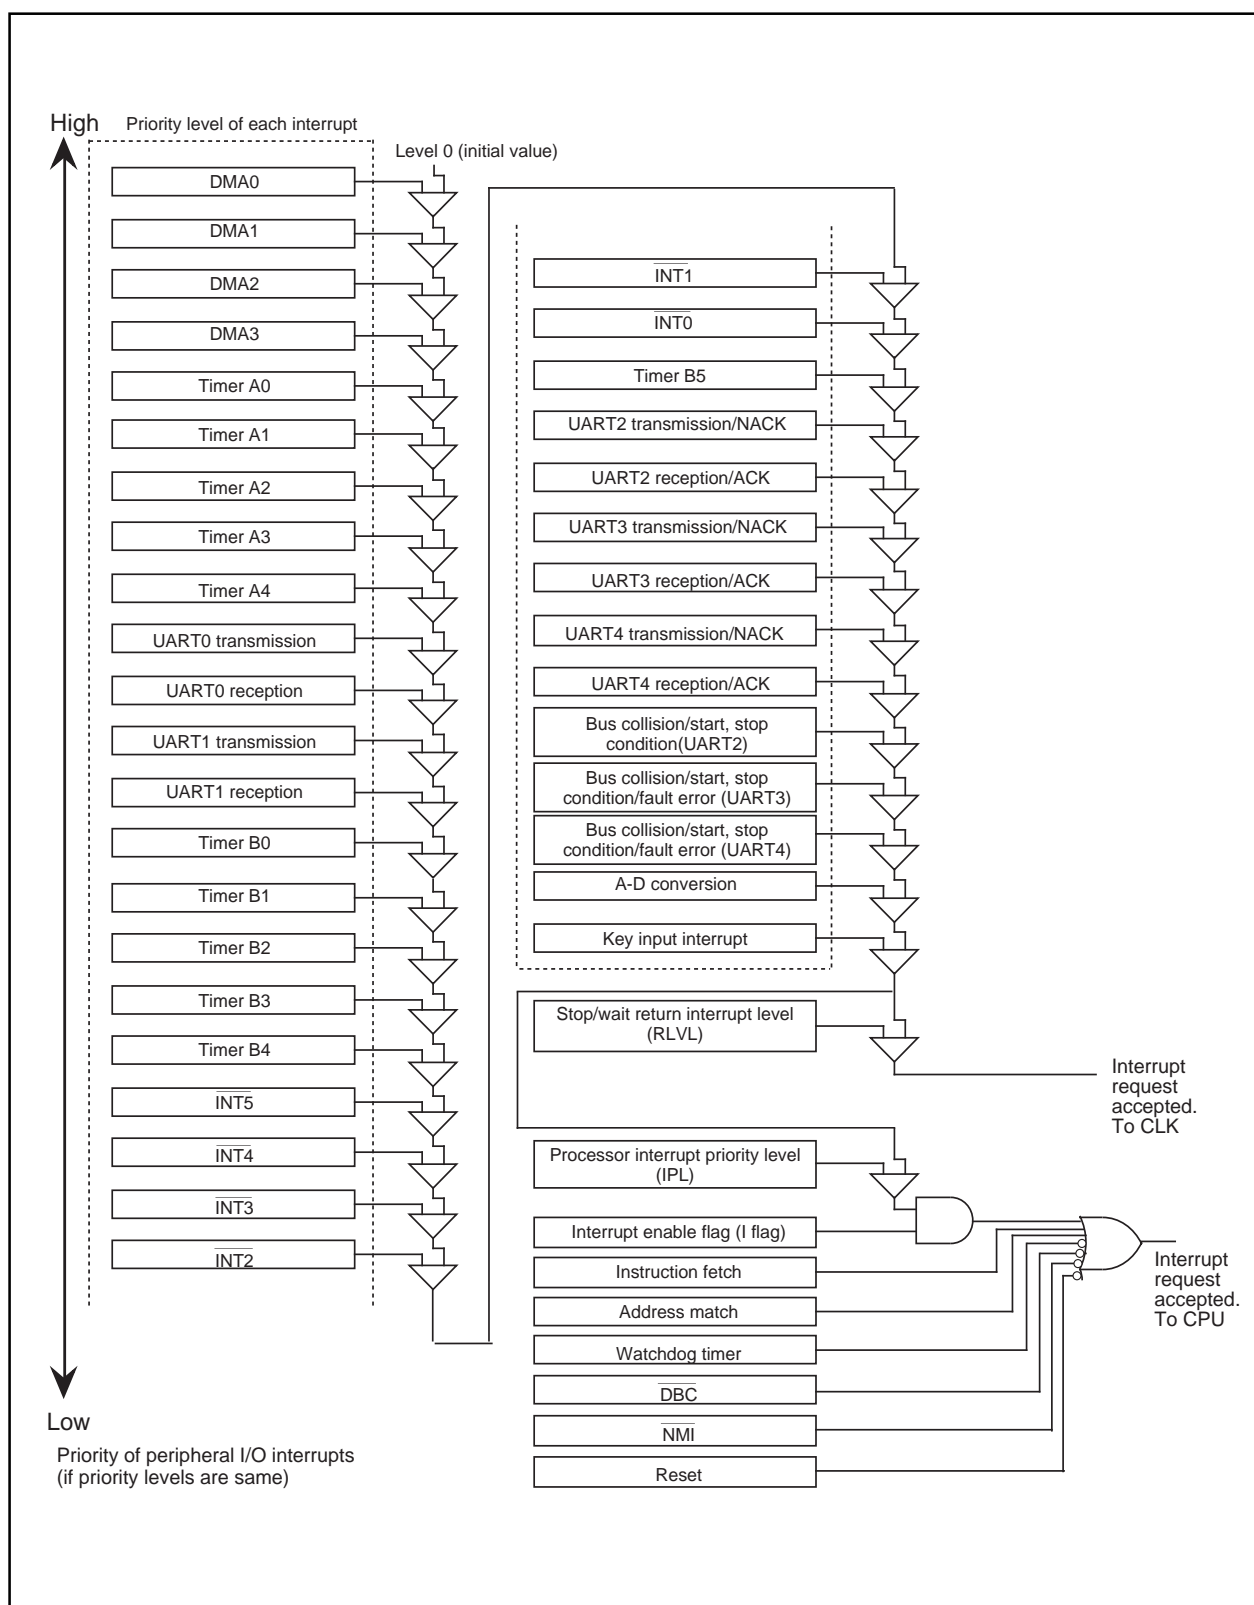 High
Priority level of each interrupt
Level 0 (initial value)
DMA0
DMA1
DMA2
DMA3
Timer A0
Timer A1
Timer A2
Timer A3
Timer A4
UART0 transmission
UART0 reception
UART1 transmission
UART1 reception
Timer B0
Timer B1
Timer B2
Timer B3
Timer B4
INT5
INT4
INT3
INT2
Low
Priority of peripheral I/O interrupts
(if priority levels are same)
INT1
INT0
Timer B5
UART2 transmission/NACK
UART2 reception/ACK
UART3 transmission/NACK
UART3 reception/ACK
UART4 transmission/NACK
UART4 reception/ACK
Bus collision/start, stop
condition(UART2)
Bus collision/start, stop
condition/fault error (UART3)
Bus collision/start, stop
condition/fault error (UART4)
A-D conversion
Key input interrupt
Stop/wait return interrupt level
(RLVL)
Interrupt
request
accepted.
To CLK
Processor interrupt priority level
(IPL)
Interrupt enable flag (I flag)
Instruction fetch
Address match
Watchdog timer
DBC
NMI
Reset
Interrupt
request
accepted.
To CPU